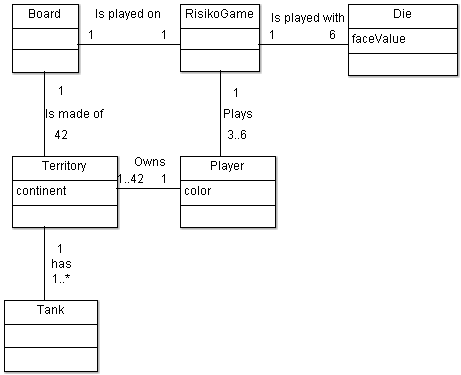 Board
Is played on
1
1
RisikoGame
Is played with
1
6
Die
faceValue
1
Is made of
42
1
Plays
3..6
Territory
continent
Owns
1..42
1
Player
color
1
has
1..*
Tank